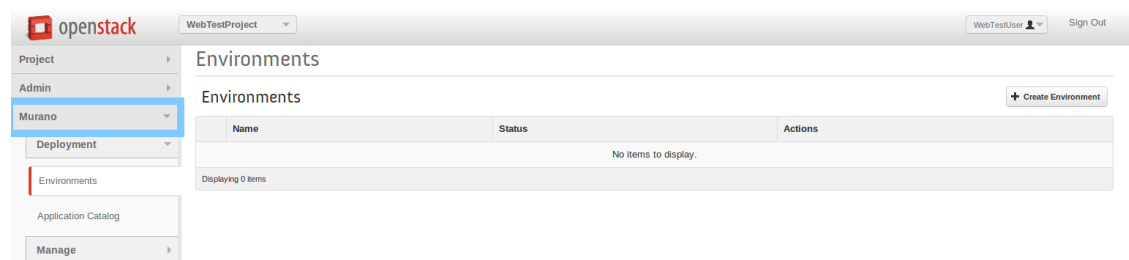 openstack WebTestProject WebTestUser Sign Out
Project
Admin
Murano
Deployment
Environments
Application Catalog
Manage
Environments
Environments + Create Environment
Name Status Actions
No items to display.
Displaying 0 items